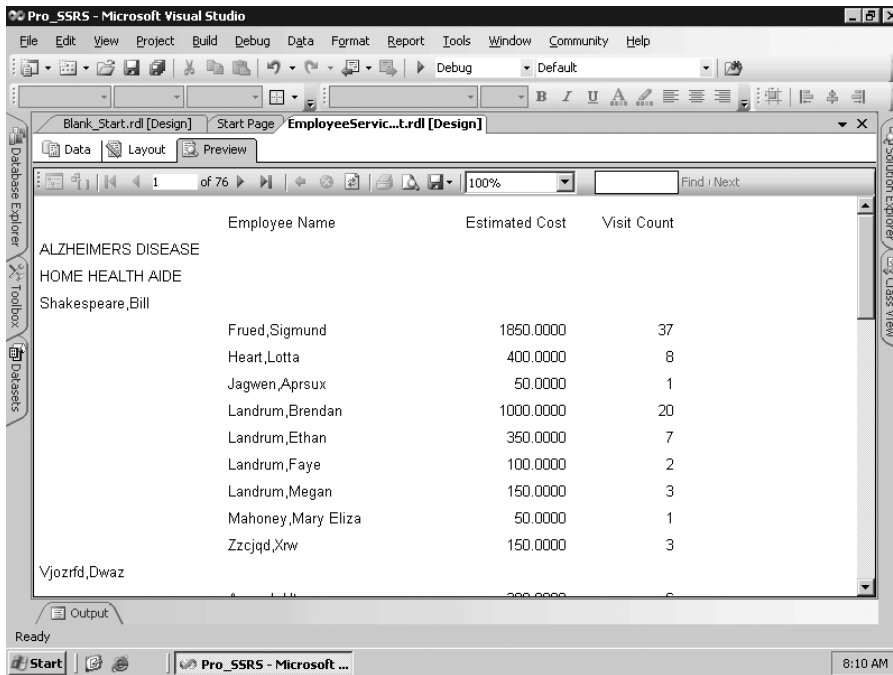 Pro_SSRS - Microsoft Visual Studio
File Edit View Project Build Debug Data Format Report Tools Window Community Help
Debug Default
B I U A
Blank_Start.rdl [Design] Start Page EmployeeServic...t.rdl [Design]
Data Layout Preview
1 of 76 100% Find Next
Database Explorer
Toolbox
Datasets
Solution Explorer
Class View
Employee Name Estimated Cost Visit Count
ALZHEIMERS DISEASE
HOME HEALTH AIDE
Shakespeare,Bill
Frued,Sigmund 1850.0000 37
Heart,Lotta 400.0000 8
Jagwen,Aprsux 50.0000 1
Landrum,Brendan 1000.0000 20
Landrum,Ethan 350.0000 7
Landrum,Faye 100.0000 2
Landrum,Megan 150.0000 3
Mahoney,Mary Eliza 50.0000 1
Zzcjqd,Xrw 150.0000 3
Vjozrfd,Dwaz
Output
Ready
Start Pro_SSRS - Microsoft ... 8:10 AM